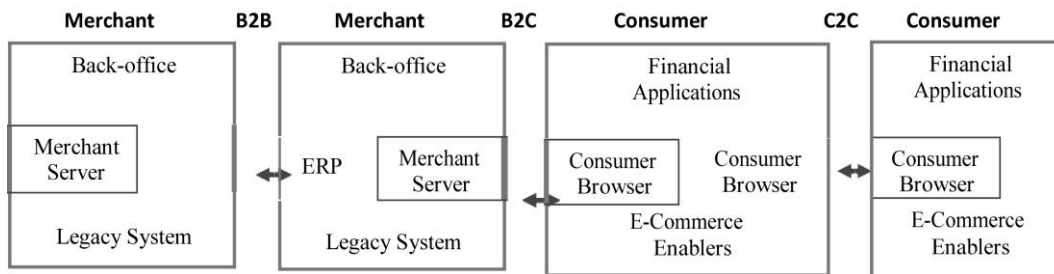 Merchant B2B Merchant B2C Consumer C2C Consumer
Back-office
Merchant
Server
Legacy System
Back-office
ERP
Merchant
Server
Legacy System
Financial
Applications
Consumer
Browser
Consumer
Browser
E-Commerce
Enablers
Financial
Applications
Consumer
Browser
E-Commerce
Enablers